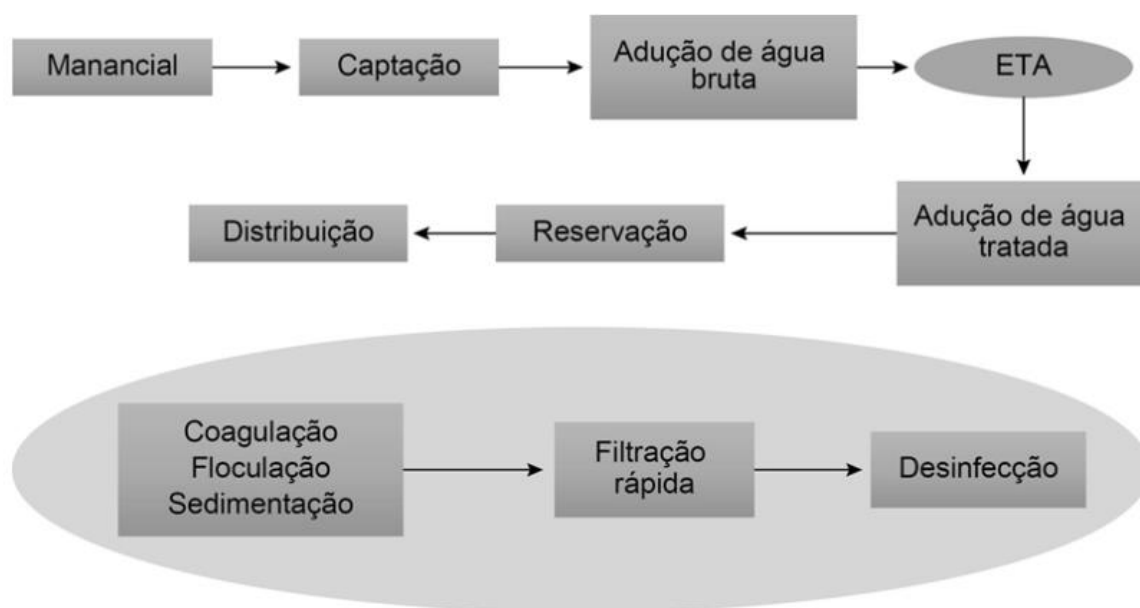 Manancial
Captação
Adução de água
bruta
ETA
Adução de água
tratada
Reservação
Distribuição
Coagulação
Floculação
Sedimentação
Filtração
rápida
Desinfecção